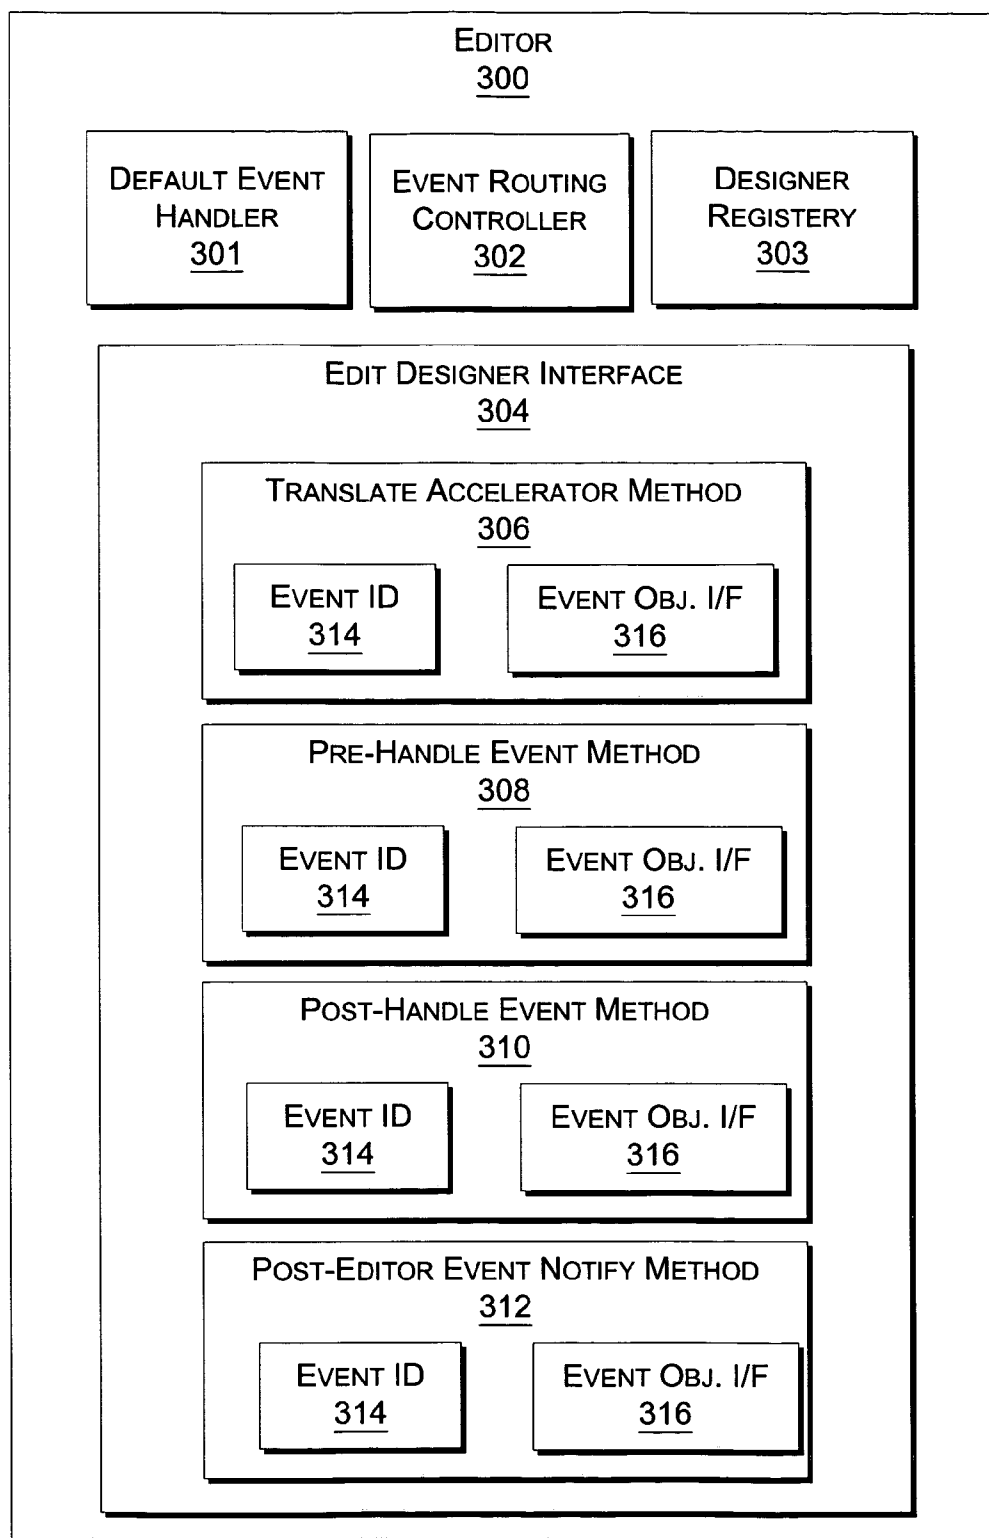 EDITOR
300
DEFAULT EVENT
HANDLER
301
EVENT ROUTING
CONTROLLER
302
DESIGNER
REGISTERY
303
EDIT DESIGNER INTERFACE
304
TRANSLATE ACCELERATOR METHOD
306
EVENT ID
314
EVENT OBJ. I/F
316
PRE-HANDLE EVENT METHOD
308
EVENT ID
314
EVENT OBJ. I/F
316
POST-HANDLE EVENT METHOD
310
EVENT ID
314
EVENT OBJ. I/F
316
POST-EDITOR EVENT NOTIFY METHOD
312
EVENT ID
314
EVENT OBJ. I/F
316